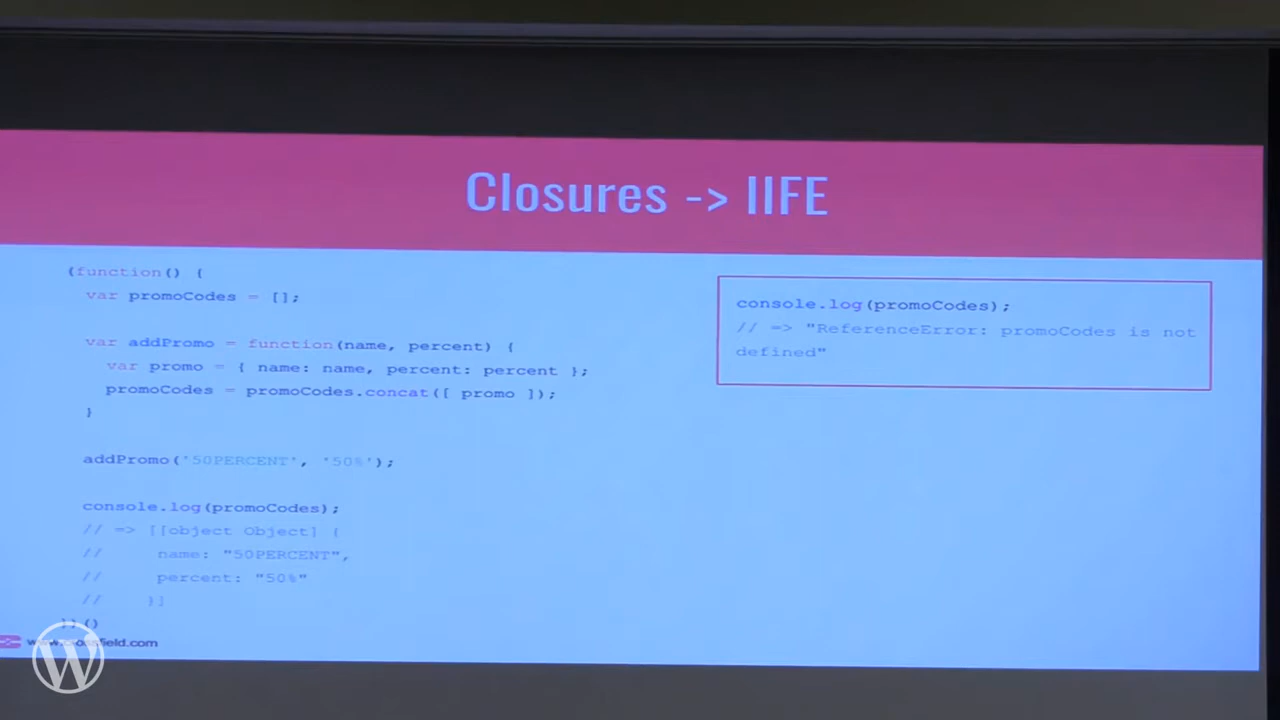 Closures -> IIFE
(function() {
var promoCodes = [];
var addPromo = function(name, percent) {
var promo = { name: name, percent: percent };
promoCodes = promoCodes.concat([ promo ]);
}
addPromo('50PERCENT', '50%');
console.log(promoCodes);
// => [[object Object] {
// name: "50PERCENT",
// percent: "50%"
// }]
})()
console.log(promoCodes);
// => "ReferenceError: promoCodes is not
defined"